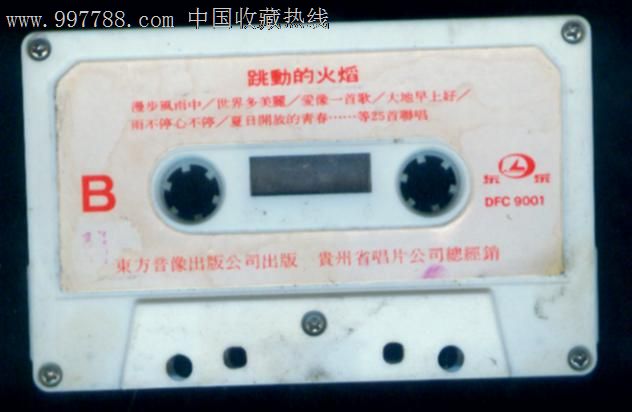 www.997788.com 中国收藏热线
跳動的火焰
漫步風雨中／世界多美麗／愛像一首歌／大地早上好／
雨不停心不停／夏日開放的青春……等25首聯唱
B
东 东
DFC 9001
東方音像出版公司出版 貴州省唱片公司總經銷